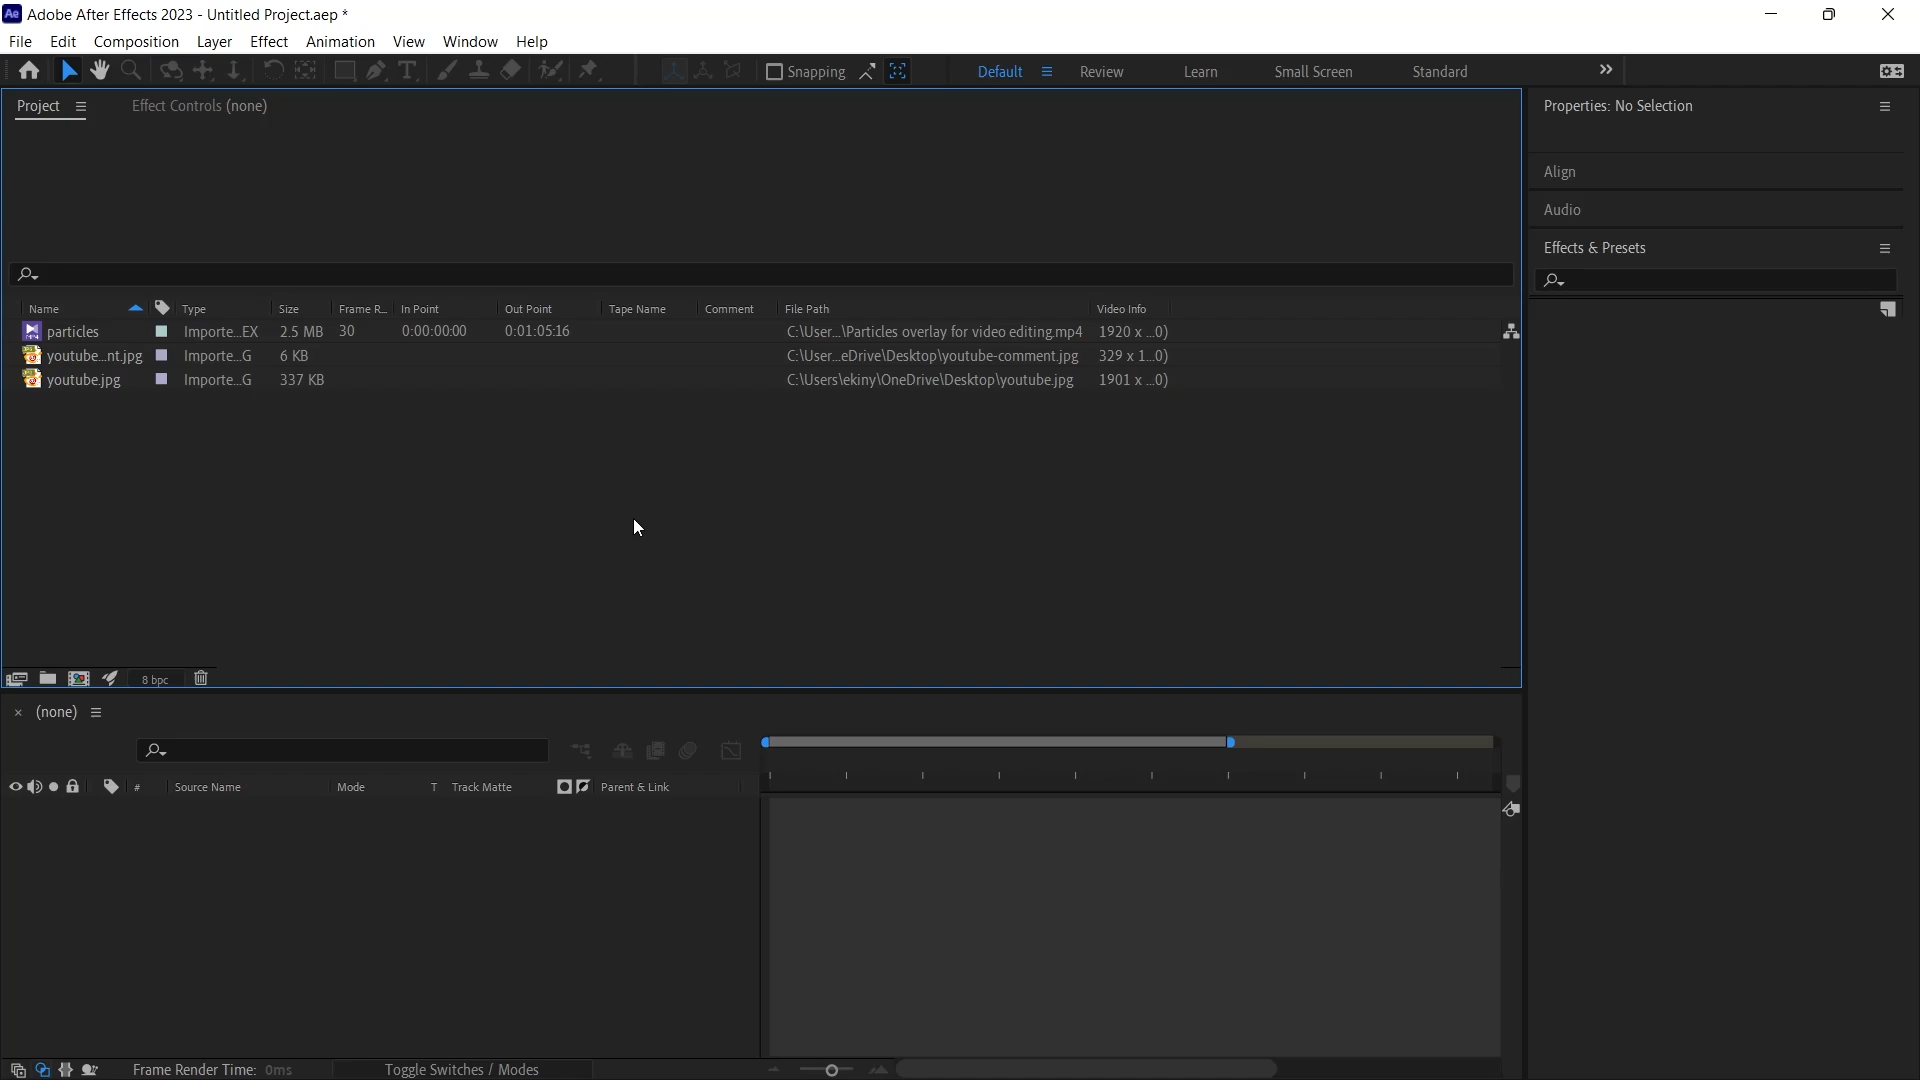 Ae Adobe After Effects 2023 - Untitled Project.aep *
File Edit Composition Layer Effect Animation View Window Help
Snapping Default Review Learn Small Screen Standard
Project Effect Controls (none) Properties: No Selection
Align
Audio
Effects & Presets
Name Type Size Frame R... In Point Out Point Tape Name Comment File Path Video Info
particles Importe...EX 2.5 MB 30 0:00:00:00 0:01:05:16 C:\User...\Particles overlay for video editing.mp4 1920 x ...0)
youtube...nt.jpg Importe...G 6 KB C:\User...eDrive\Desktop\youtube-comment.jpg 329 x 1...0)
youtube.jpg Importe...G 337 KB C:\Users\ekiny\OneDrive\Desktop\youtube.jpg 1901 x ...0)
8 bpc
(none)
# Source Name Mode T Track Matte Parent & Link
Frame Render Time: 0ms Toggle Switches / Modes